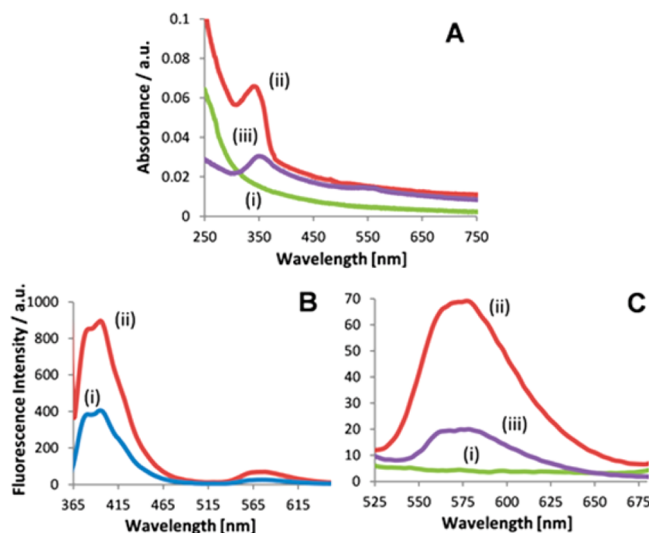 A
0.1
0.08
0.06
0.04
0.02
0
Absorbance / a.u.
(ii)
(iii)
(i)
250 350 450 550 650 750
Wavelength [nm]
B
1000
800
600
400
200
0
Fluorescence Intensity / a.u.
(ii)
(i)
365 415 465 515 565 615
Wavelength [nm]
C
70
60
50
40
30
20
10
0
(ii)
(iii)
(i)
525 550 575 600 625 650 675
Wavelength [nm]